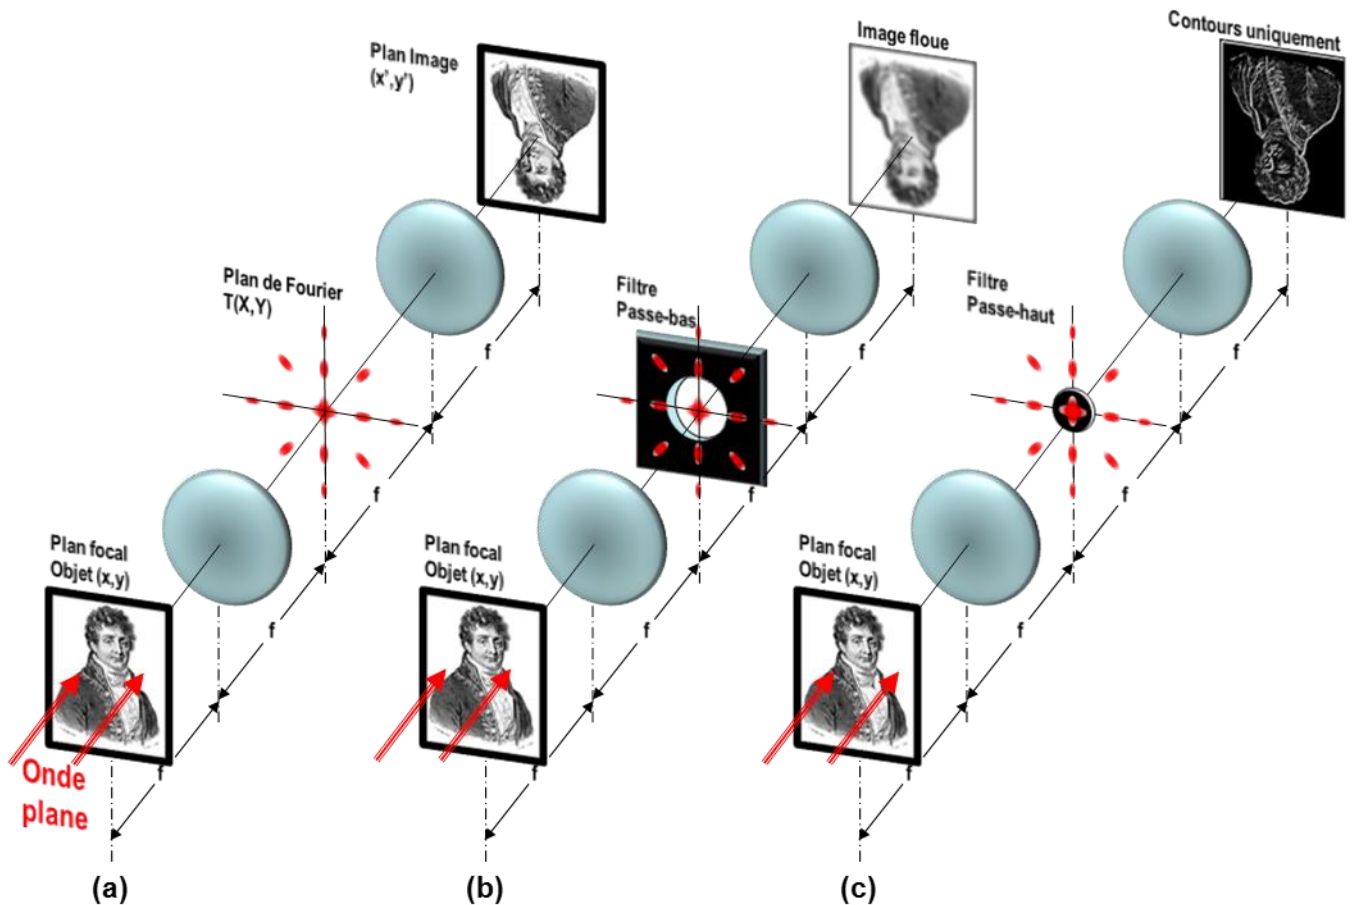 Plan Image
(x',y')
Plan de Fourier
T(X,Y)
f
f
Plan focal
Objet (x,y)
f
f
Onde
plane
(a)
Image floue
Filtre
Passe-bas
f
f
Plan focal
Objet (x,y)
f
f
(b)
Contours uniquement
Filtre
Passe-haut
f
f
Plan focal
Objet (x,y)
f
f
(c)